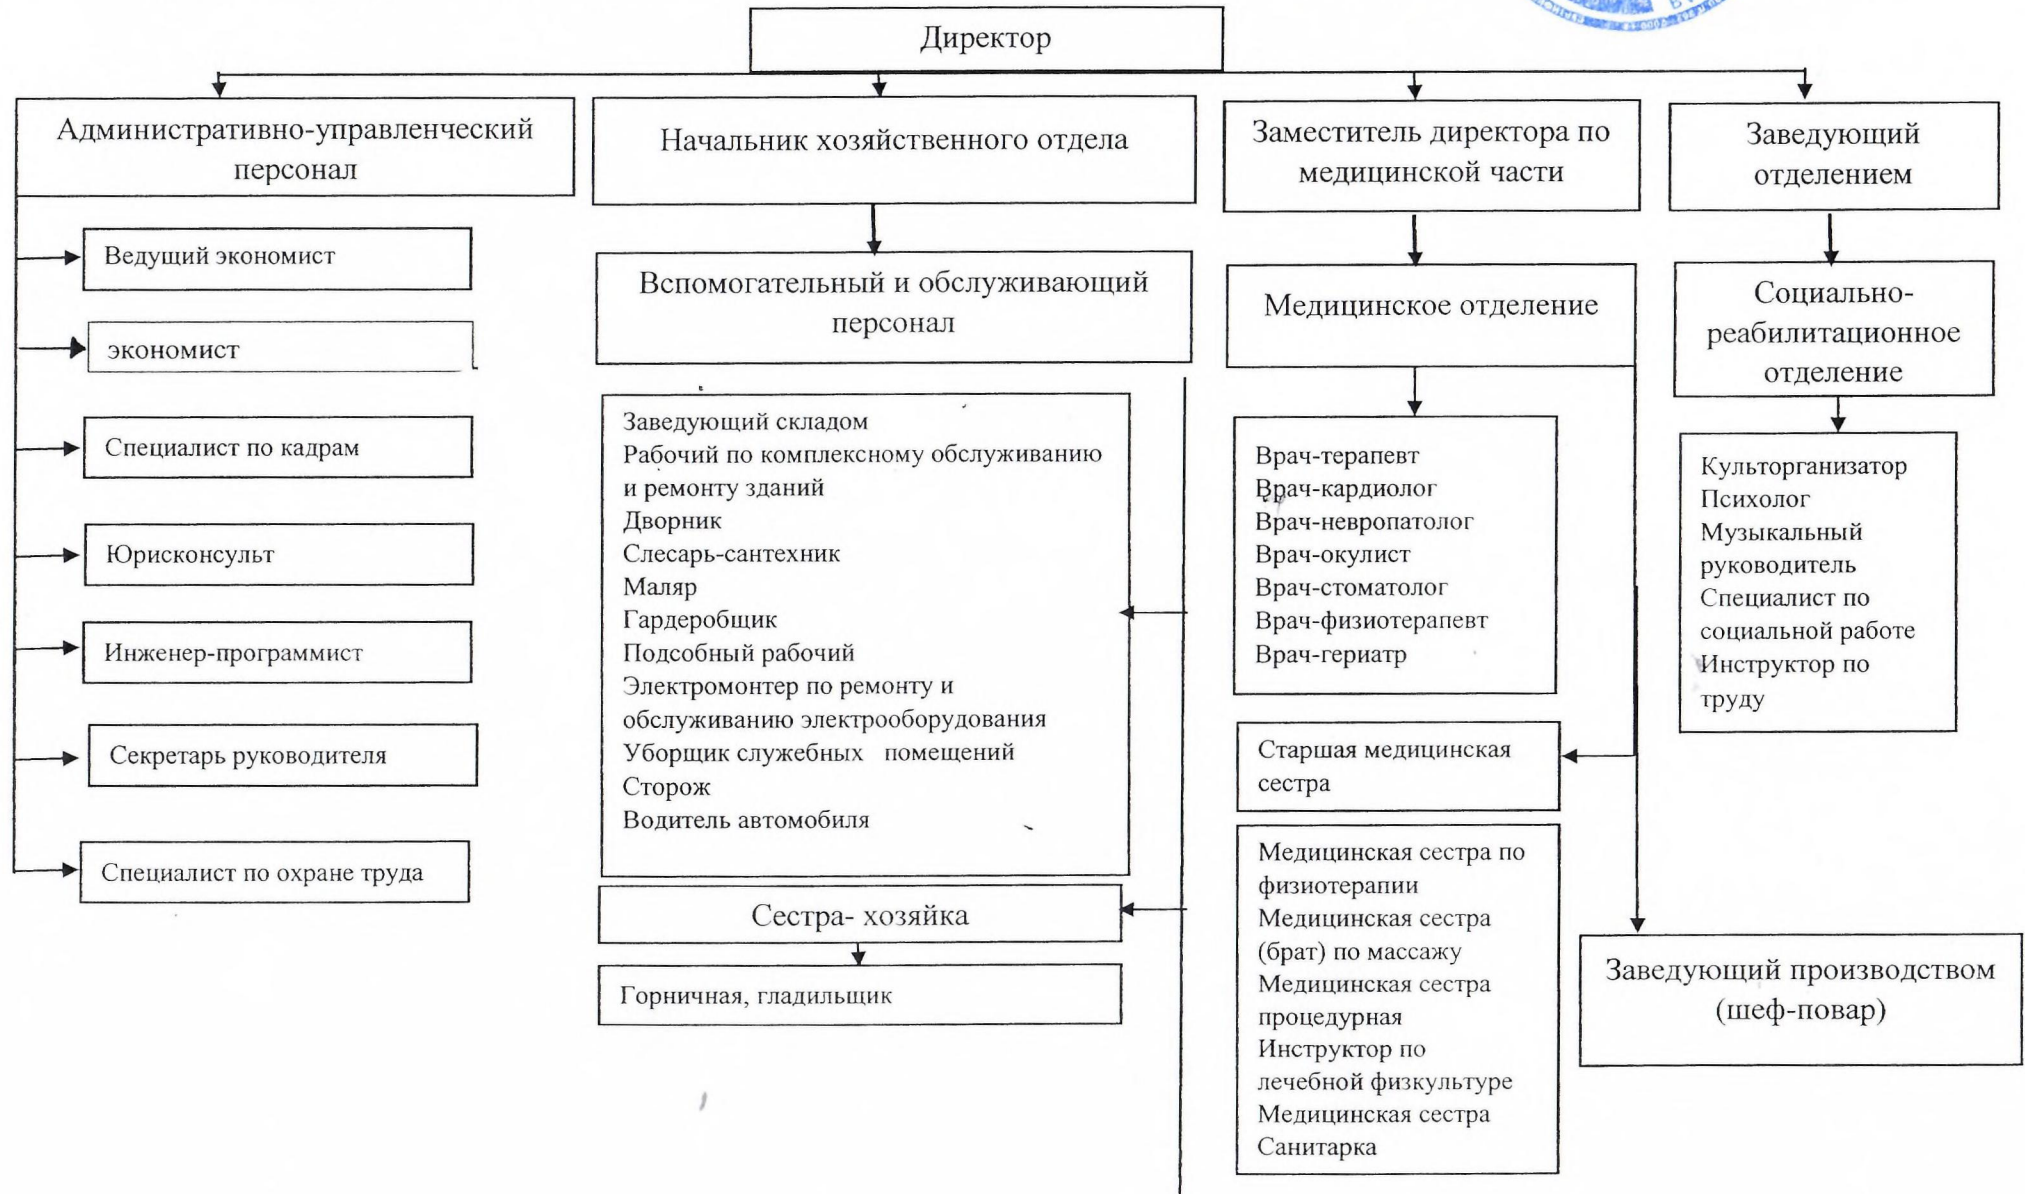 Директор
Административно-управленческий
персонал
Ведущий экономист
экономист
Специалист по кадрам
Юрисконсульт
Инженер-программист
Секретарь руководителя
Специалист по охране труда
Начальник хозяйственного отдела
Вспомогательный и обслуживающий
персонал
Заведующий складом
Рабочий по комплексному обслуживанию
и ремонту зданий
Дворник
Слесарь-сантехник
Маляр
Гардеробщик
Подсобный рабочий
Электромонтер по ремонту и
обслуживанию электрооборудования
Уборщик служебных помещений
Сторож
Водитель автомобиля
Сестра- хозяйка
Горничная, гладильщик
Заместитель директора по
медицинской части
Медицинское отделение
Врач-терапевт
Врач-кардиолог
Врач-невропатолог
Врач-окулист
Врач-стоматолог
Врач-физиотерапевт
Врач-гериатр
Старшая медицинская
сестра
Медицинская сестра по
физиотерапии
Медицинская сестра
(брат) по массажу
Медицинская сестра
процедурная
Инструктор по
лечебной физкультуре
Медицинская сестра
Санитарка
Заведующий производством
(шеф-повар)
Заведующий
отделением
Социально-
реабилитационное
отделение
Культорганизатор
Психолог
Музыкальный
руководитель
Специалист по
социальной работе
Инструктор по
труду